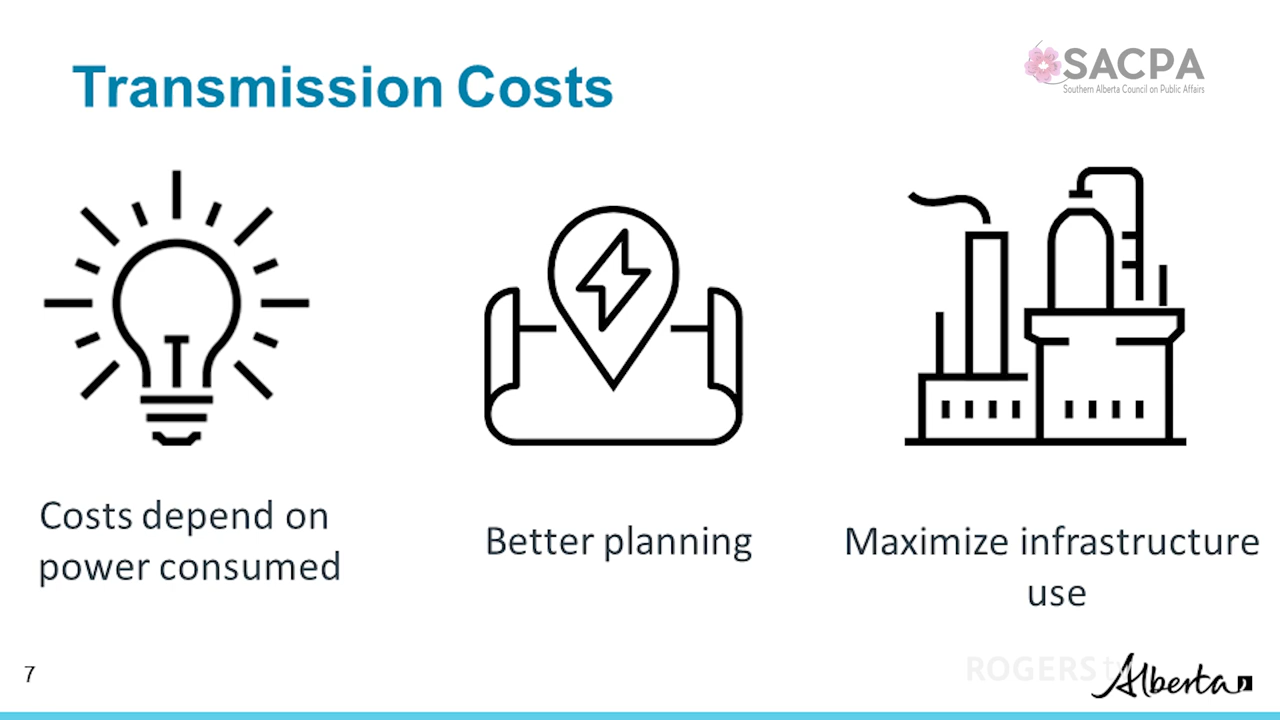 Transmission Costs
SACPA
Southern Alberta Council on Public Affairs
Costs depend on
power consumed
Better planning
Maximize infrastructure
use
7
ROGERS tv
Alberta